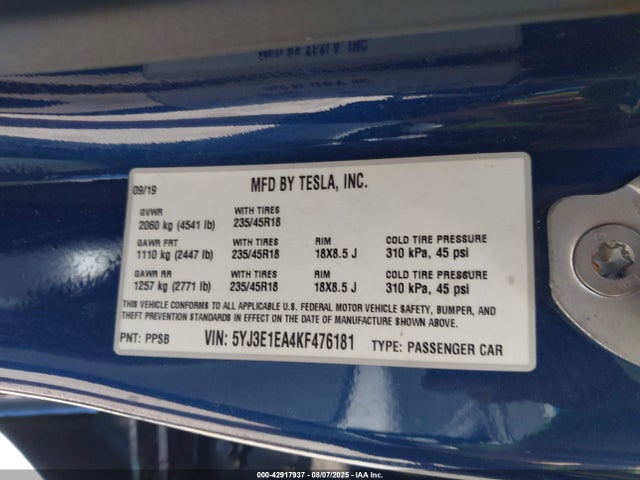 MFD BY TESLA, INC
09/19 MFD BY TESLA, INC.
GVWR WITH TIRES
2060 kg (4541 lb) 235/45R18
GAWR FRT WITH TIRES RIM COLD TIRE PRESSURE
1110 kg (2447 lb) 235/45R18 18X8.5 J 310 kPa, 45 psi
GAWR RR WITH TIRES RIM COLD TIRE PRESSURE
1257 kg (2771 lb) 235/45R18 18X8.5 J 310 kPa, 45 psi
THIS VEHICLE CONFORMS TO ALL APPLICABLE U.S. FEDERAL MOTOR VEHICLE SAFETY, BUMPER, AND
THEFT PREVENTION STANDARDS IN EFFECT ON THE DATE OF MANUFACTURE SHOWN ABOVE.
PNT: PPSB VIN: 5YJ3E1EA4KF476181 TYPE: PASSENGER CAR
000-42917937 - 08/07/2025 - IAA Inc.